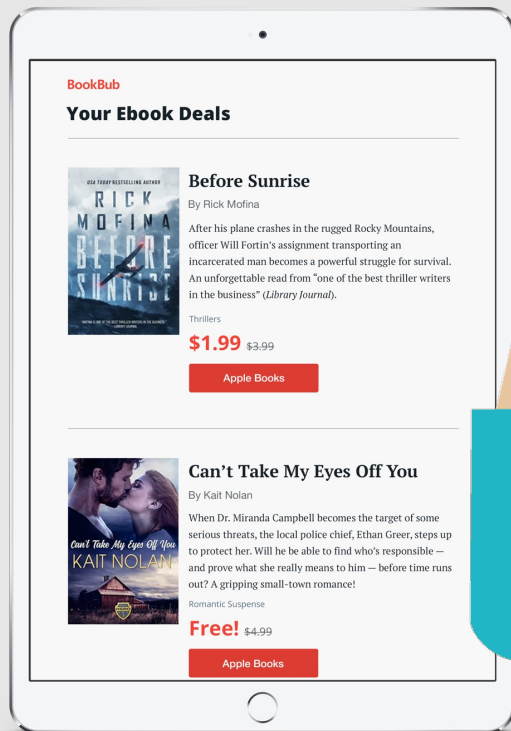 BookBub
Your Ebook Deals
USA TODAY BESTSELLING AUTHOR
RICK
MOFINA
BEFORE
SUNRISE
Before Sunrise
By Rick Mofina
After his plane crashes in the rugged Rocky Mountains,
officer Will Fortin’s assignment transporting an
incarcerated man becomes a powerful struggle for survival.
An unforgettable read from “one of the best thriller writers
in the business” (Library Journal).
Thrillers
$1.99 $3.99
Apple Books
Can't Take My Eyes Off You
KAIT NOLAN
Can’t Take My Eyes Off You
By Kait Nolan
When Dr. Miranda Campbell becomes the target of some
serious threats, the local police chief, Ethan Greer, steps up
to protect her. Will he be able to find who’s responsible —
and prove what she really means to him — before time runs
out? A gripping small-town romance!
Romantic Suspense
Free! $4.99
Apple Books